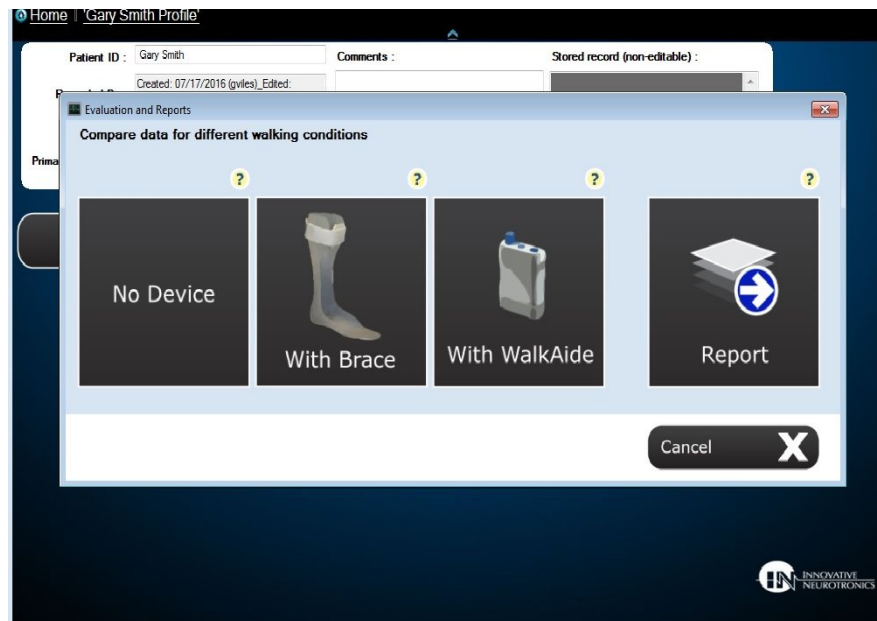 Home | 'Gary Smith Profile'
Patient ID : Gary Smith Comments : Stored record (non-editable) :
Created: 07/17/2016 (gviles)_Edited:
Evaluation and Reports
Compare data for different walking conditions
? ? ? ?
No Device With Brace With WalkAide Report
Cancel X
INNOVATIVE
NEUROTRONICS